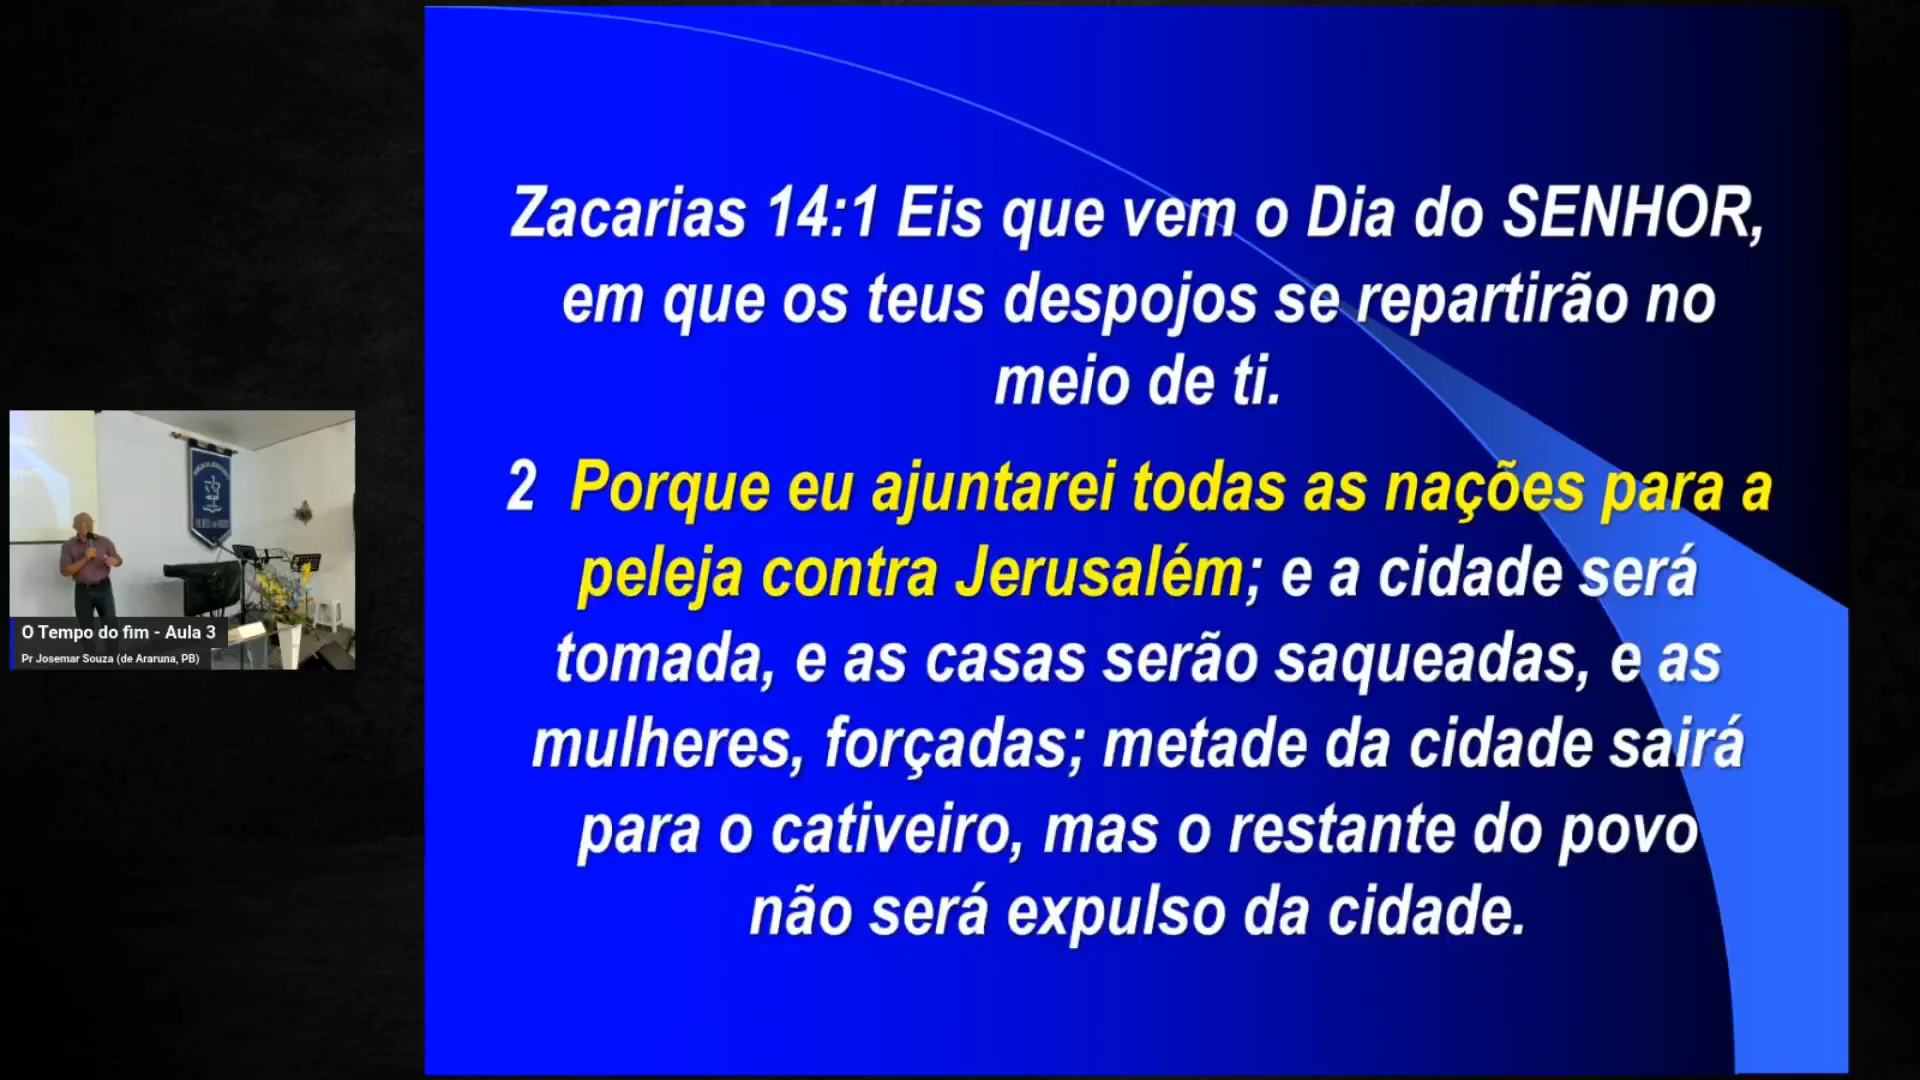 Zacarias 14:1 Eis que vem o Dia do SENHOR,
em que os teus despojos se repartirão no
meio de ti.
2 Porque eu ajuntarei todas as nações para a
peleja contra Jerusalém; e a cidade será
tomada, e as casas serão saqueadas, e as
mulheres, forçadas; metade da cidade sairá
para o cativeiro, mas o restante do povo
não será expulso da cidade.
O Tempo do fim - Aula 3
Pr Josemar Souza (de Araruna, PB)